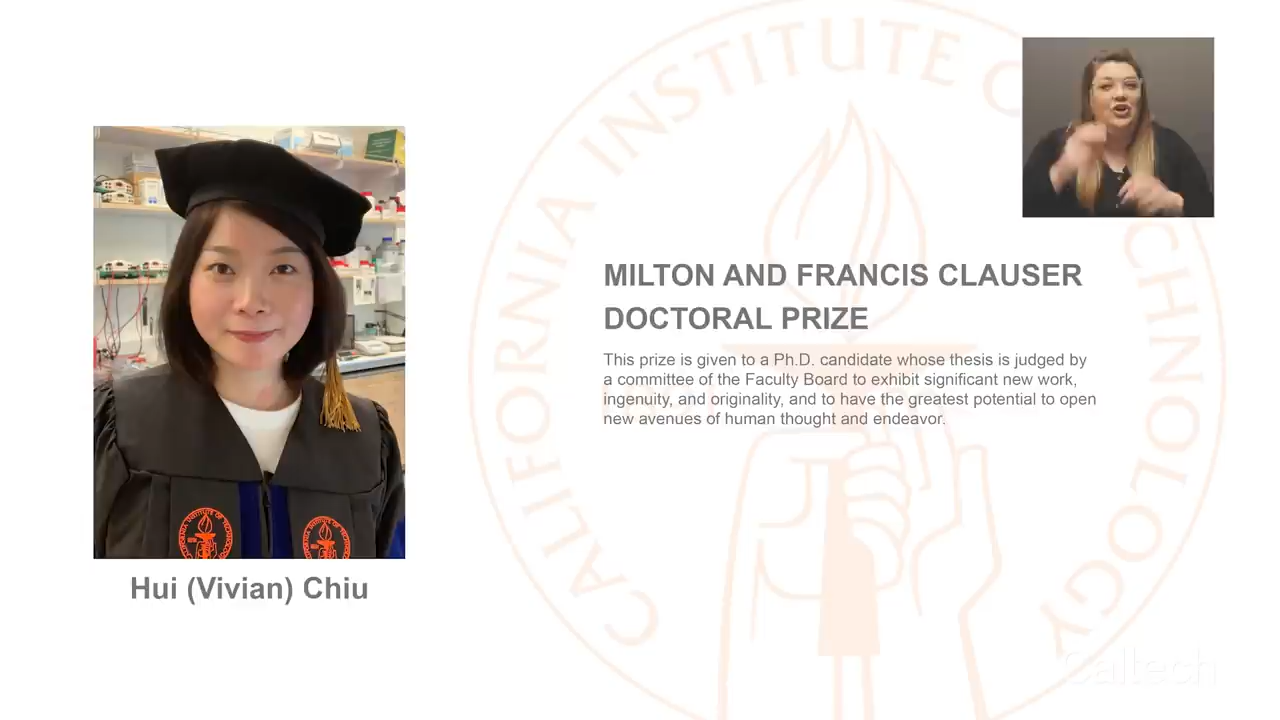 CALIFORNIA INSTITUTE O
CHNOLOGY
MILTON AND FRANCIS CLAUSER
DOCTORAL PRIZE
This prize is given to a Ph.D. candidate whose thesis is judged by
a committee of the Faculty Board to exhibit significant new work,
ingenuity, and originality, and to have the greatest potential to open
new avenues of human thought and endeavor.
Hui (Vivian) Chiu
Caltech